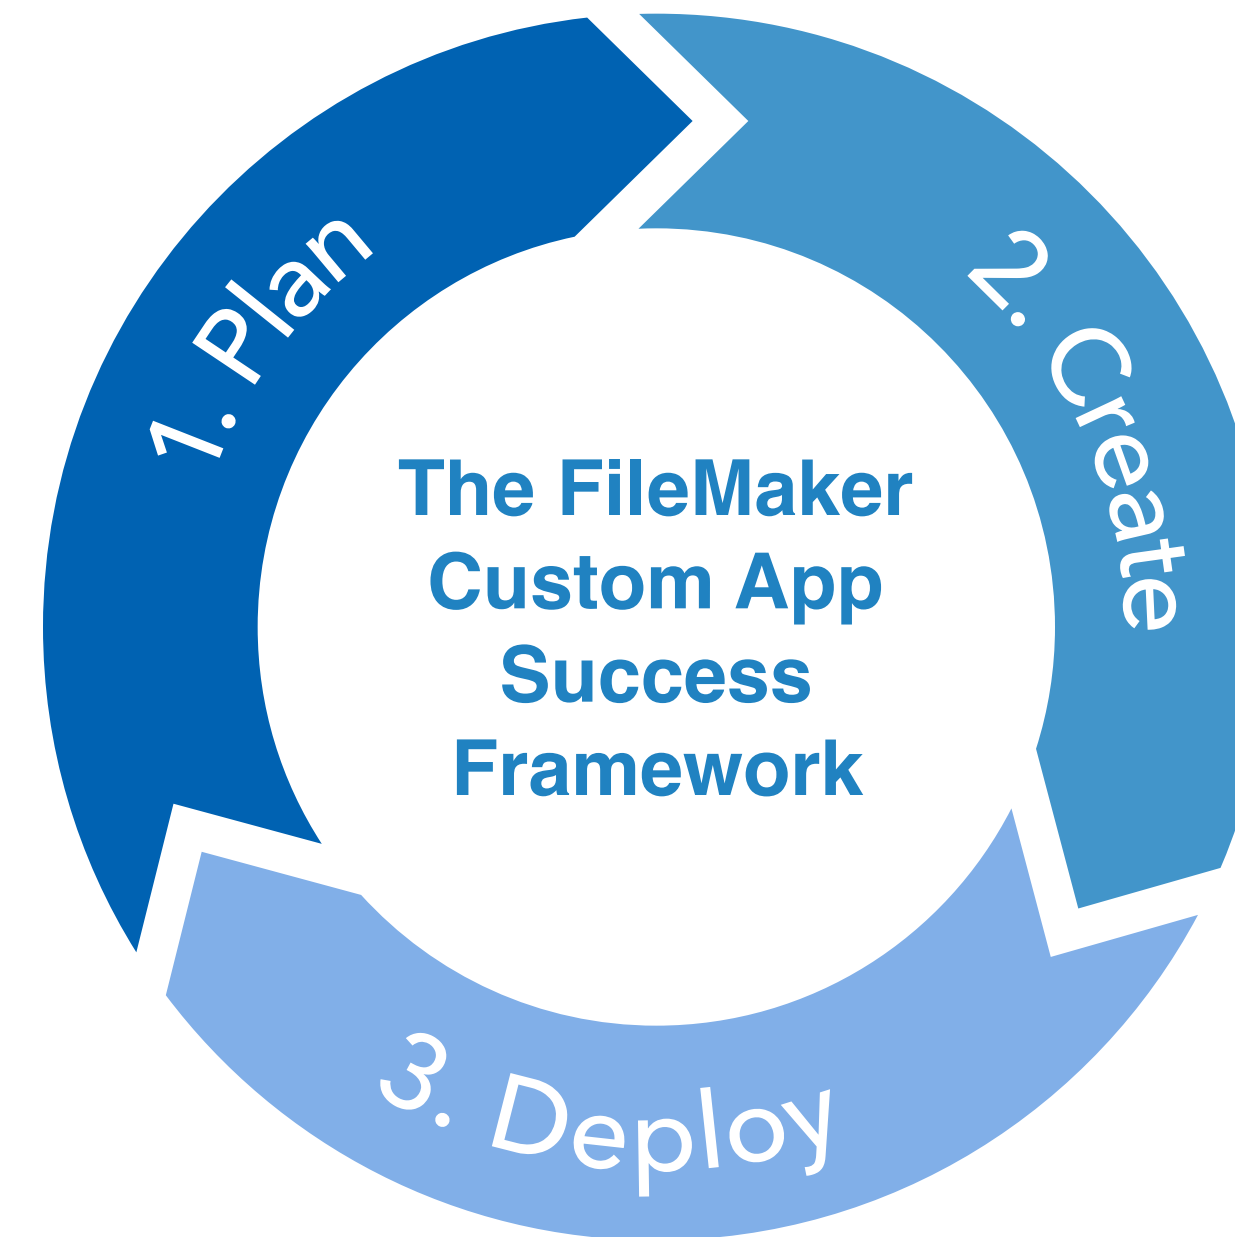 1. Plan
2. Create
The FileMaker
Custom App
Success
Framework
3. Deploy